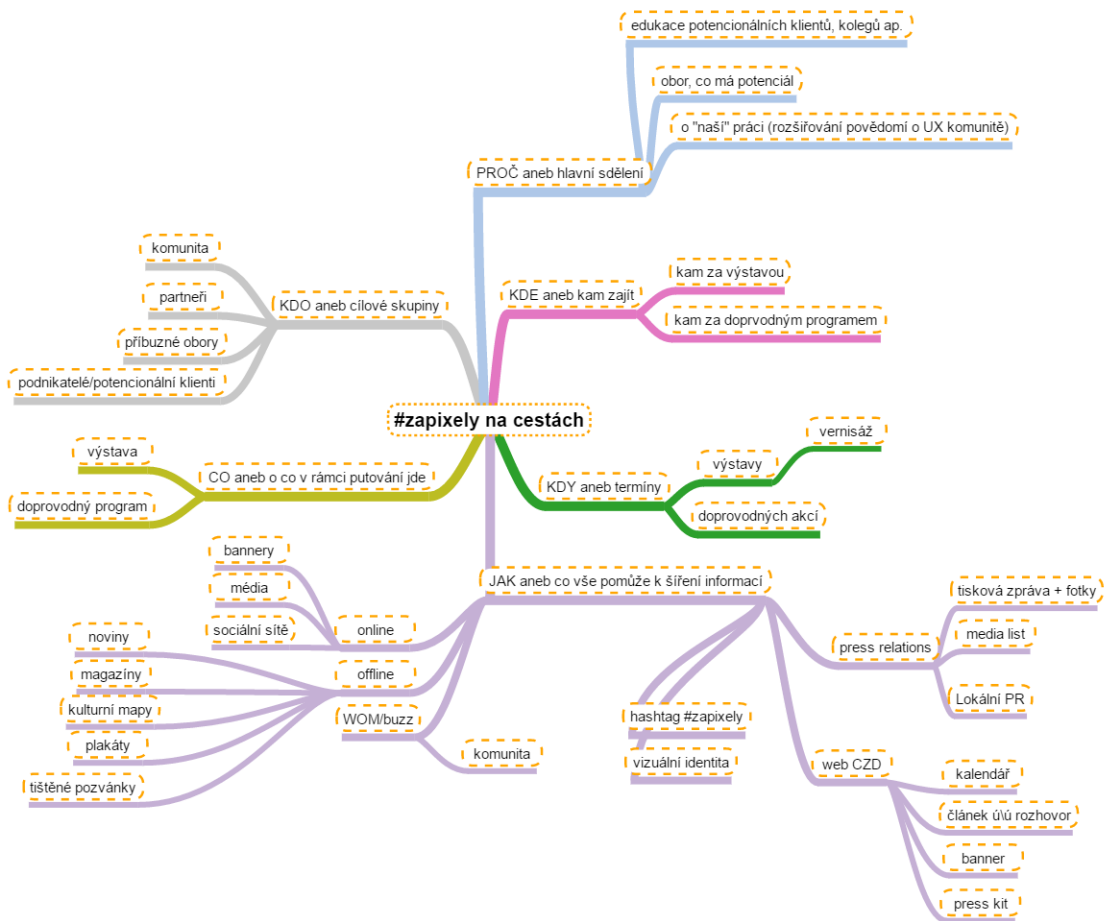 edukace potencionálních klientů, kolegů ap.
obor, co má potenciál
o "naší" práci (rozšiřování povědomí o UX komunitě)
PROČ aneb hlavní sdělení
komunita
partneři
příbuzné obory
podnikatelé/potencionální klienti
KDO aneb cílové skupiny
kam za výstavou
kam za doprvodným programem
KDE aneb kam zajít
#zapixely na cestách
výstava
doprovodný program
CO aneb o co v rámci putování jde
vernisáž
výstavy
KDY aneb termíny
doprovodných akcí
JAK aneb co vše pomůže k šíření informací
bannery
média
sociální sítě
online
noviny
magazíny
kulturní mapy
plakáty
tištěné pozvánky
offline
WOM/buzz
komunita
hashtag #zapixely
vizuální identita
press relations
tisková zpráva + fotky
media list
Lokální PR
web CZD
kalendář
článek ú\ú rozhovor
banner
press kit